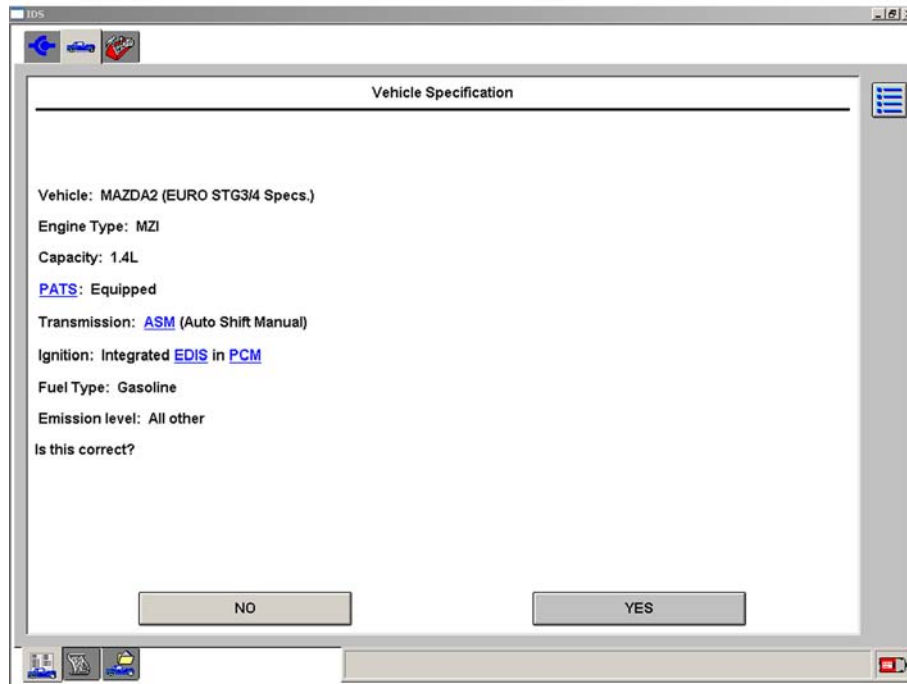 IDS
Vehicle Specification
Vehicle: MAZDA2 (EURO STG3/4 Specs.)
Engine Type: MZI
Capacity: 1.4L
PATS: Equipped
Transmission: ASM (Auto Shift Manual)
Ignition: Integrated EDIS in PCM
Fuel Type: Gasoline
Emission level: All other
Is this correct?
NO YES